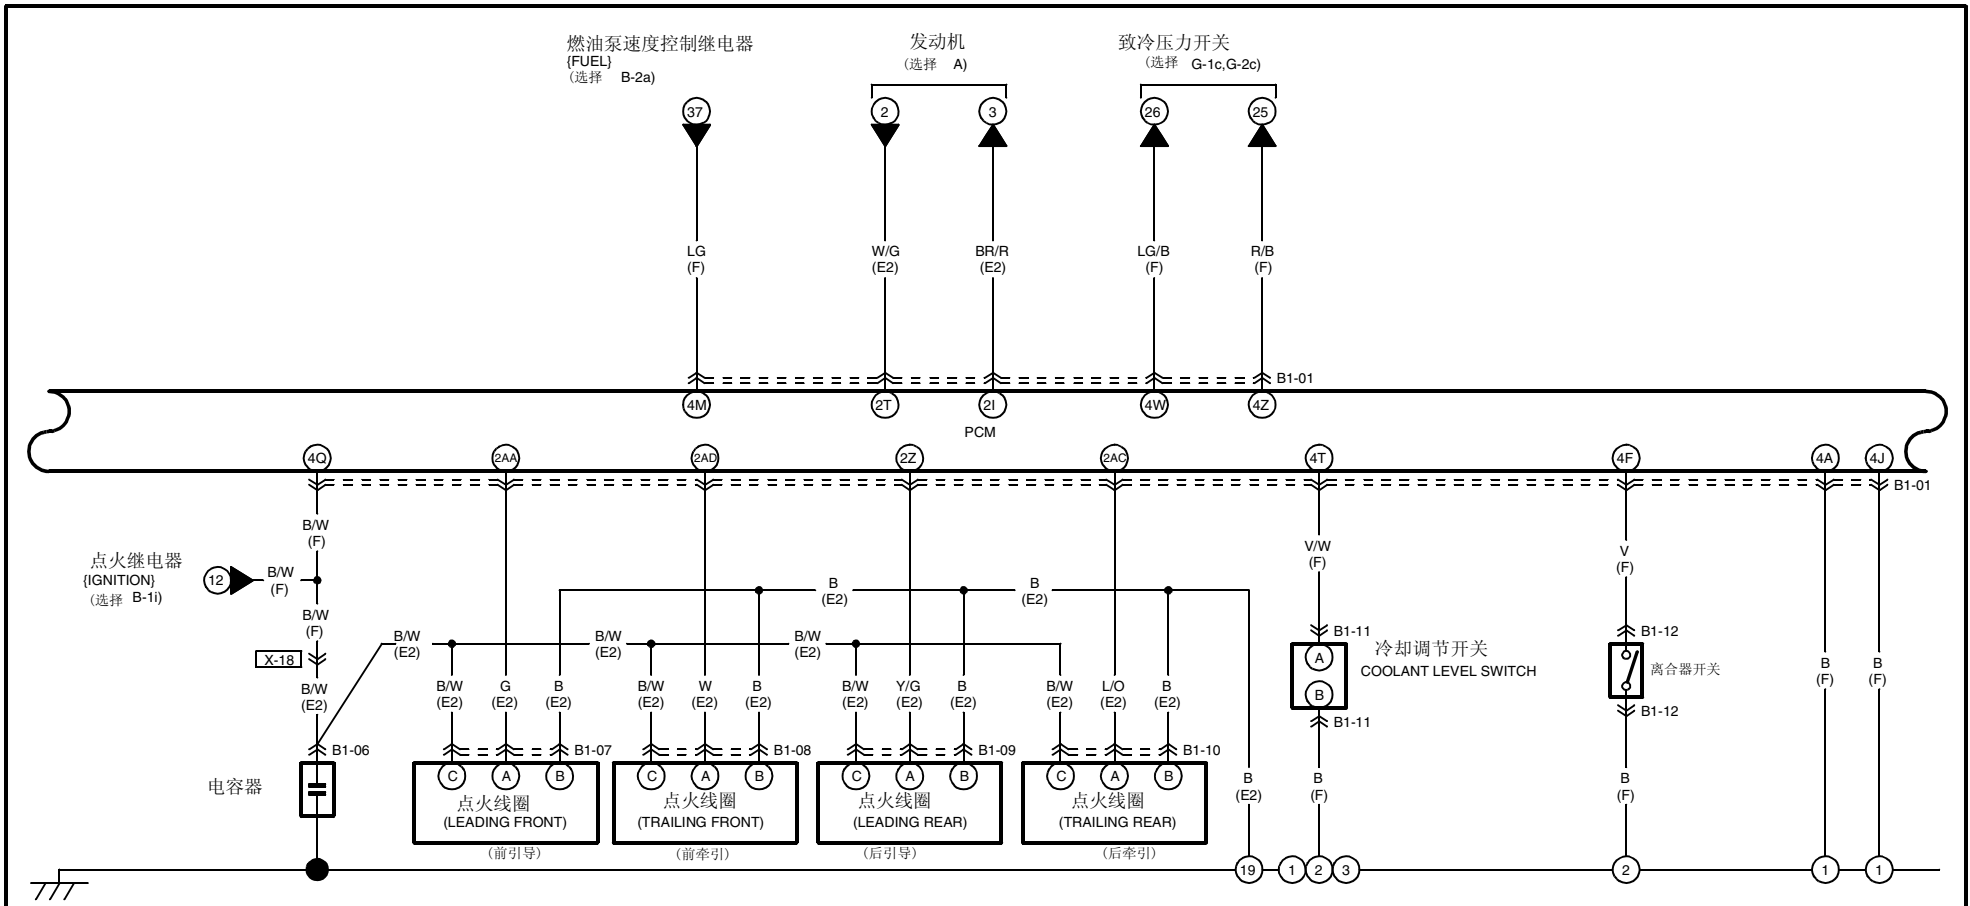 燃油泵速度控制继电器
{FUEL}
(选择 B-2a)
发动机
(选择 A)
致冷压力开关
(选择 G-1c,G-2c)
37
2
3
26
25
LG
(F)
W/G
(E2)
BR/R
(E2)
LG/B
(F)
R/B
(F)
B1-01
4M
2T
2I
4W
4Z
PCM
4Q
2AA
2AD
2Z
2AC
4T
4F
4A
4J
B1-01
B/W
(F)
点火继电器
{IGNITION}
(选择 B-1i)
12
B/W
(F)
B/W
(F)
X-18
B/W
(E2)
B1-06
电容器
B/W
(E2)
B/W
(E2)
B/W
(E2)
B
(E2)
B
(E2)
B/W
(E2)
G
(E2)
B
(E2)
B1-07
C
A
B
点火线圈
(LEADING FRONT)
(前引导)
B/W
(E2)
W
(E2)
B
(E2)
B1-08
C
A
B
点火线圈
(TRAILING FRONT)
(前牵引)
B/W
(E2)
Y/G
(E2)
B
(E2)
B1-09
C
A
B
点火线圈
(LEADING REAR)
(后引导)
B/W
(E2)
L/O
(E2)
B
(E2)
B1-10
C
A
B
点火线圈
(TRAILING REAR)
(后牵引)
B
(E2)
V/W
(F)
B1-11
A
B
冷却调节开关
COOLANT LEVEL SWITCH
B1-11
B
(F)
V
(F)
B1-12
离合器开关
B1-12
B
(F)
B
(F)
B
(F)
19
1
2
3
2
1
1